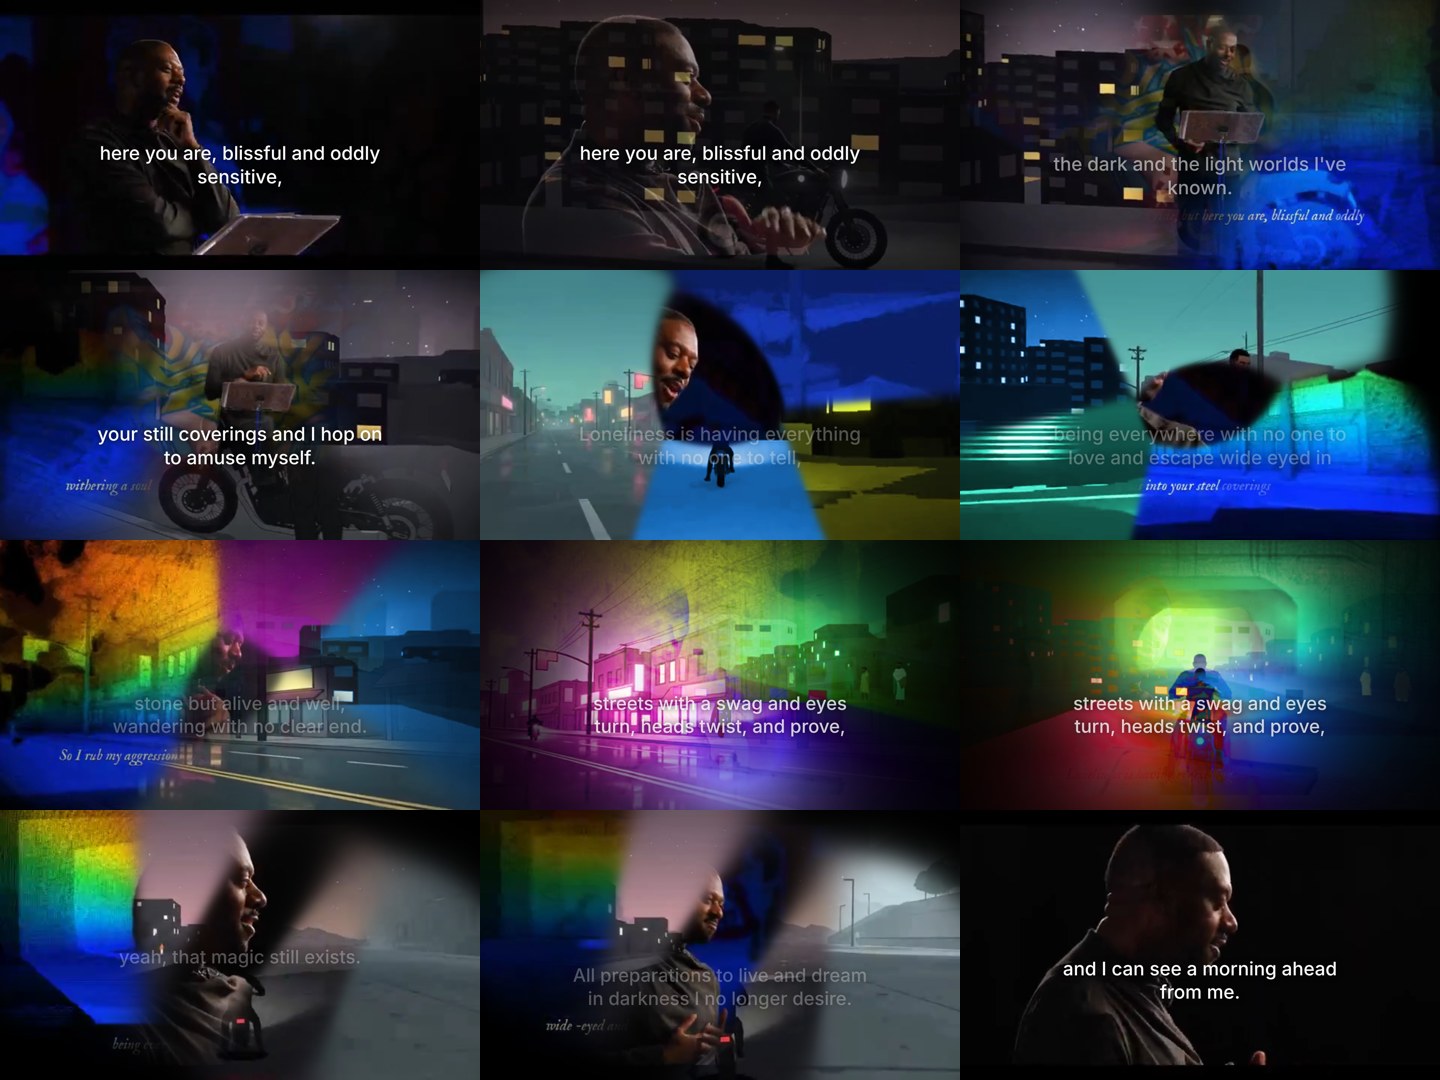 here you are, blissful and oddly
sensitive,
here you are, blissful and oddly
sensitive,
the dark and the light worlds I've
known.
but here you are, blissful and oddly
your still coverings and I hop on
to amuse myself.
withering a soul
Loneliness is having everything
with no one to tell,
being everywhere with no one to
love and escape wide eyed in
into your steel coverings
stone but alive and well,
wandering with no clear end.
So I rub my aggression
streets with a swag and eyes
turn, heads twist, and prove,
streets with a swag and eyes
turn, heads twist, and prove,
yeah, that magic still exists.
being
All preparations to live and dream
in darkness I no longer desire.
wide -eyed
and I can see a morning ahead
from me.